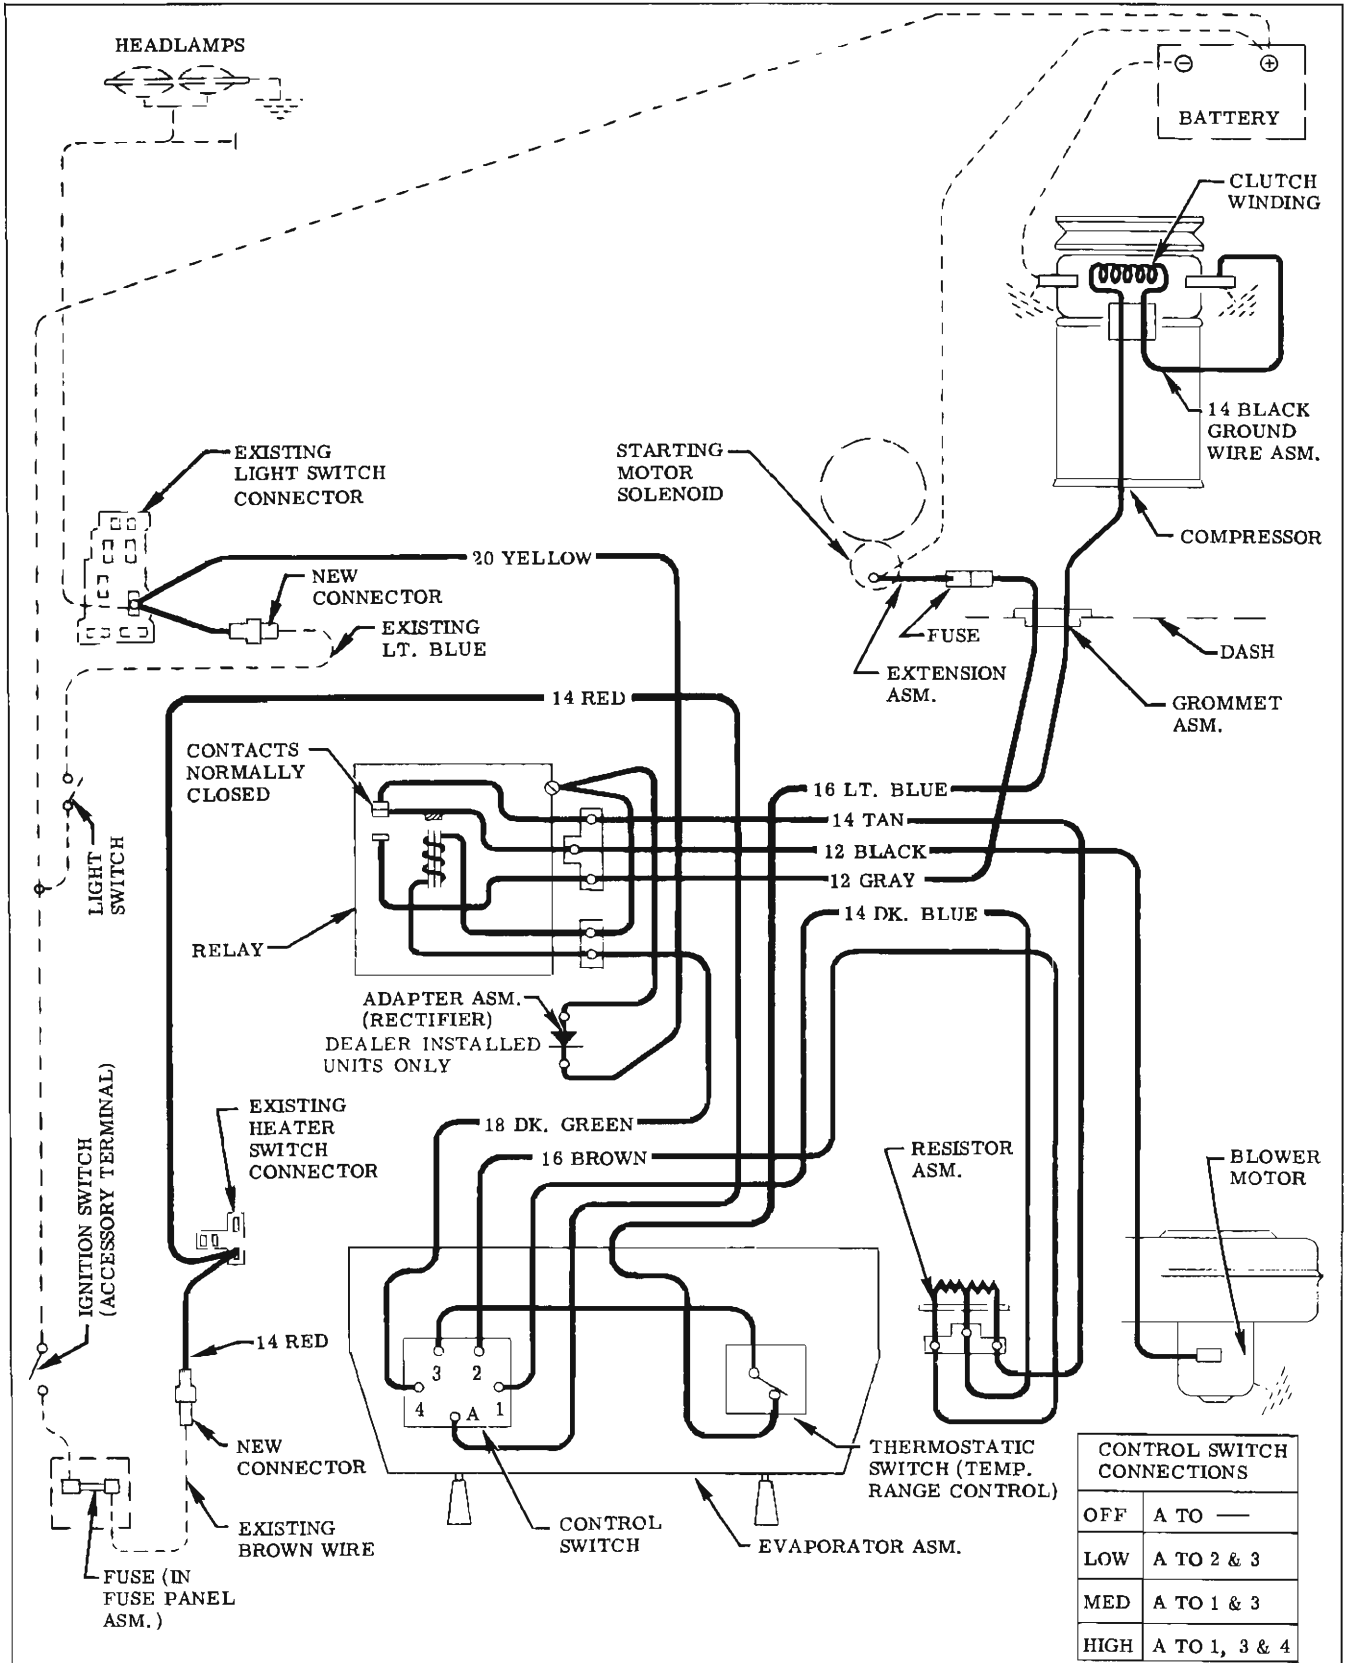 HEADLAMPS
BATTERY
CLUTCH
WINDING
14 BLACK
GROUND
WIRE ASM.
COMPRESSOR
EXISTING
LIGHT SWITCH
CONNECTOR
STARTING
MOTOR
SOLENOID
20 YELLOW
NEW
CONNECTOR
EXISTING
LT. BLUE
FUSE
EXTENSION
ASM.
DASH
GROMMET
ASM.
14 RED
CONTACTS
NORMALLY
CLOSED
16 LT. BLUE
14 TAN
12 BLACK
12 GRAY
14 DK. BLUE
LIGHT
SWITCH
RELAY
ADAPTER ASM.
(RECTIFIER)
DEALER INSTALLED
UNITS ONLY
IGNITION SWITCH
(ACCESSORY TERMINAL)
EXISTING
HEATER
SWITCH
CONNECTOR
18 DK. GREEN
16 BROWN
RESISTOR
ASM.
BLOWER
MOTOR
14 RED
3 2
4 A 1
NEW
CONNECTOR
THERMOSTATIC
SWITCH (TEMP.
RANGE CONTROL)
EXISTING
BROWN WIRE
CONTROL
SWITCH
EVAPORATOR ASM.
FUSE (IN
FUSE PANEL
ASM.)
CONTROL SWITCH
CONNECTIONS
OFF A TO —
LOW A TO 2 & 3
MED A TO 1 & 3
HIGH A TO 1, 3 & 4